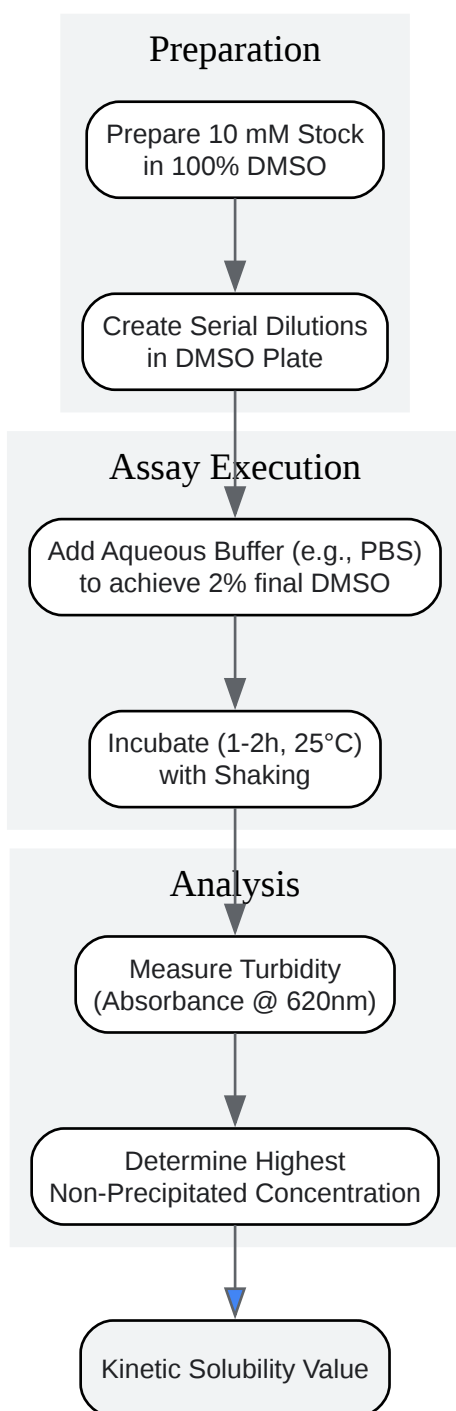 Preparation
Prepare 10 mM Stock
in 100% DMSO
Create Serial Dilutions
in DMSO Plate
Assay Execution
Add Aqueous Buffer (e.g., PBS)
to achieve 2% final DMSO
Incubate (1-2h, 25°C)
with Shaking
Analysis
Measure Turbidity
(Absorbance @ 620nm)
Determine Highest
Non-Precipitated Concentration
Kinetic Solubility Value